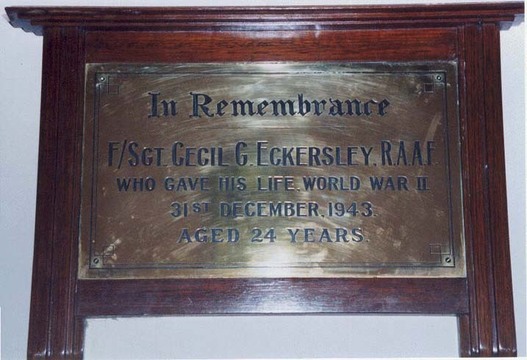 In Remembrance
F/SGT. CECIL G. ECKERSLEY, R.A.A.F
WHO GAVE HIS LIFE, WORLD WAR II
31ST DECEMBER, 1943.
AGED 24 YEARS.